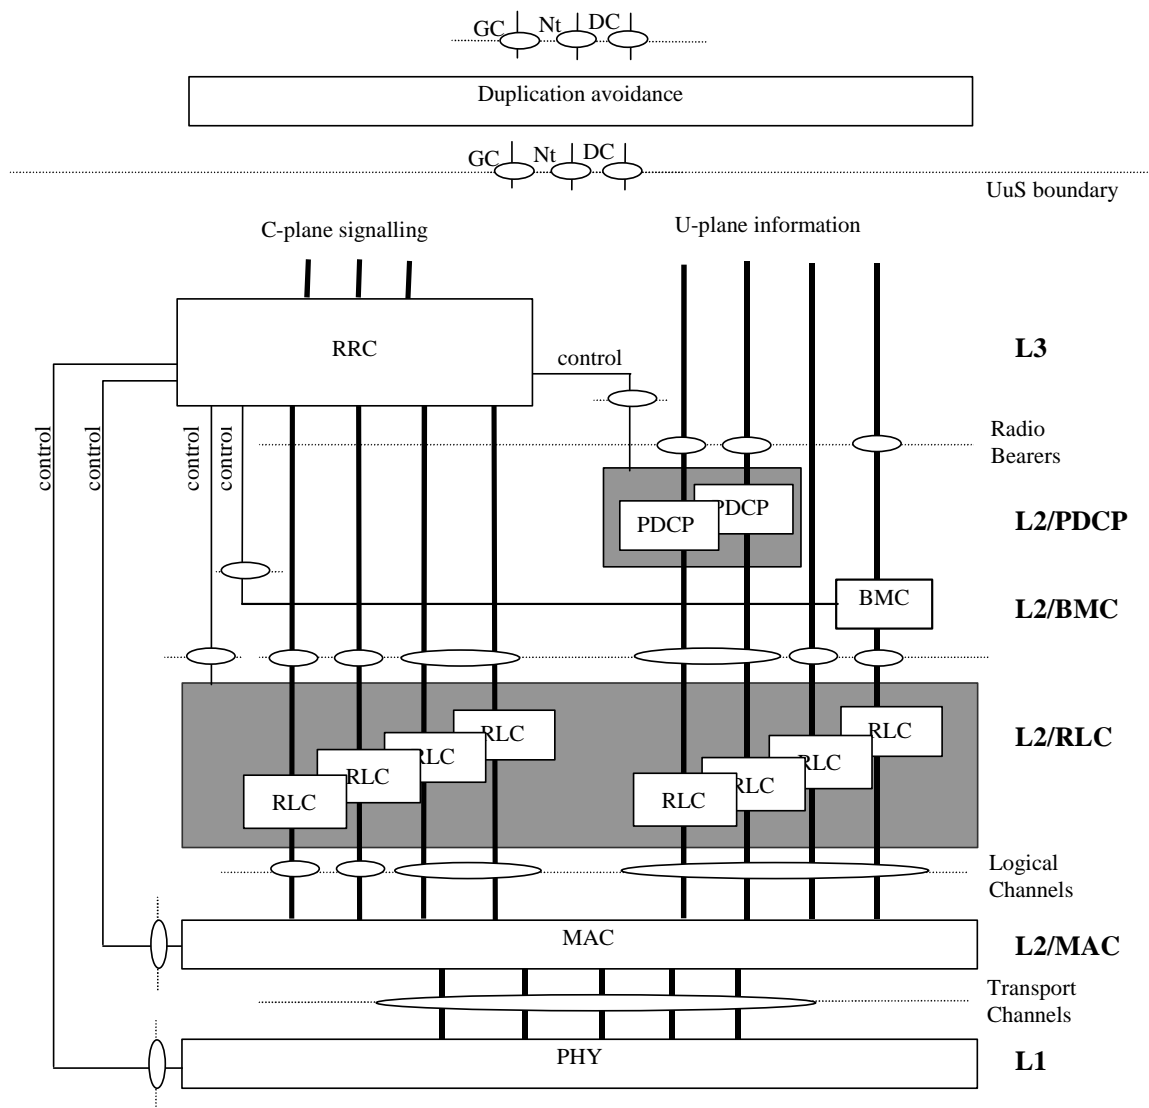 GC Nt DC
Duplication avoidance
GC Nt DC
UuS boundary
C-plane signalling
U-plane information
RRC
control
L3
control
control
control
control
Radio
Bearers
PDCP
PDCP
L2/PDCP
BMC
L2/BMC
RLC
RLC
RLC
RLC
RLC
RLC
RLC
RLC
L2/RLC
Logical
Channels
MAC
L2/MAC
Transport
Channels
PHY
L1